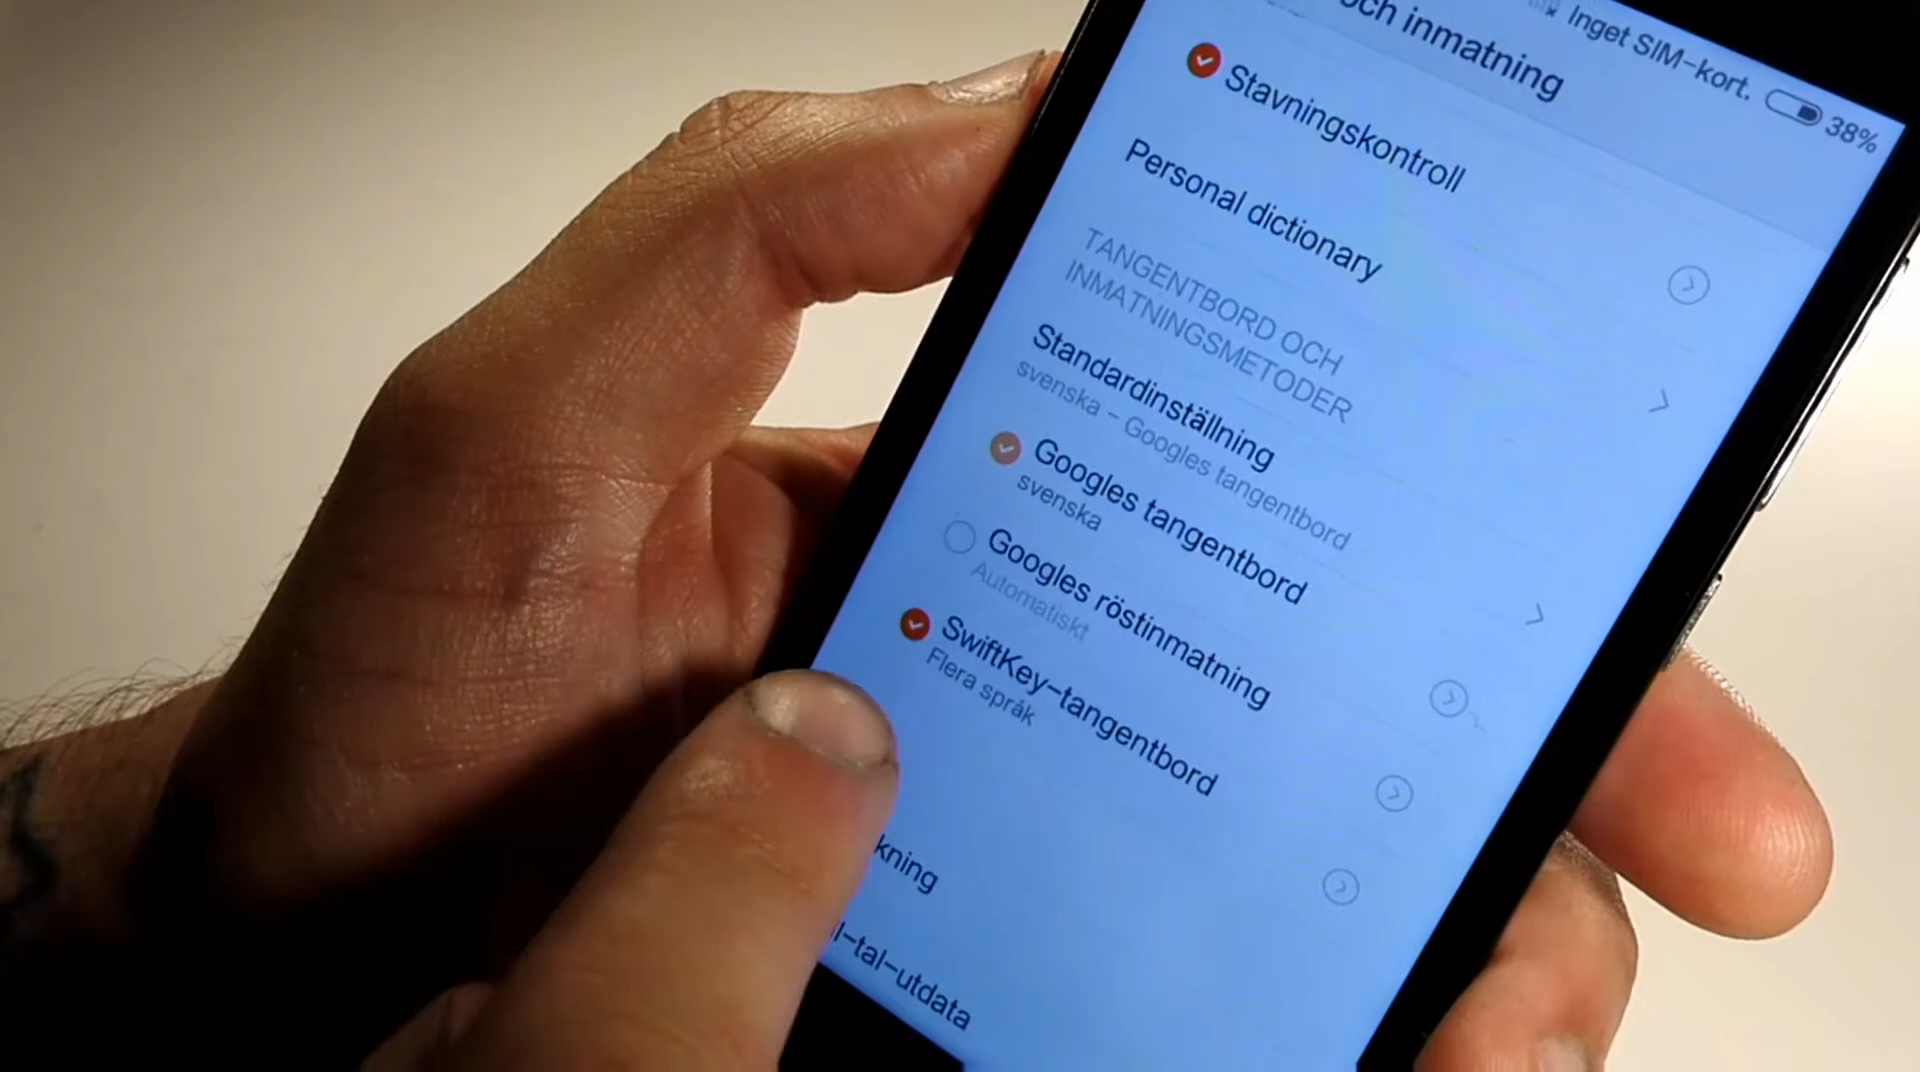 Inget SIM-kort. 38%
och inmatning
Stavningskontroll
Personal dictionary
TANGENTBORD OCH
INMATNINGSMETODER
Standardinställning
svenska - Googles tangentbord
Googles tangentbord
svenska
Googles röstinmatning
Automatiskt
SwiftKey-tangentbord
Flera språk
kning
l-tal-utdata